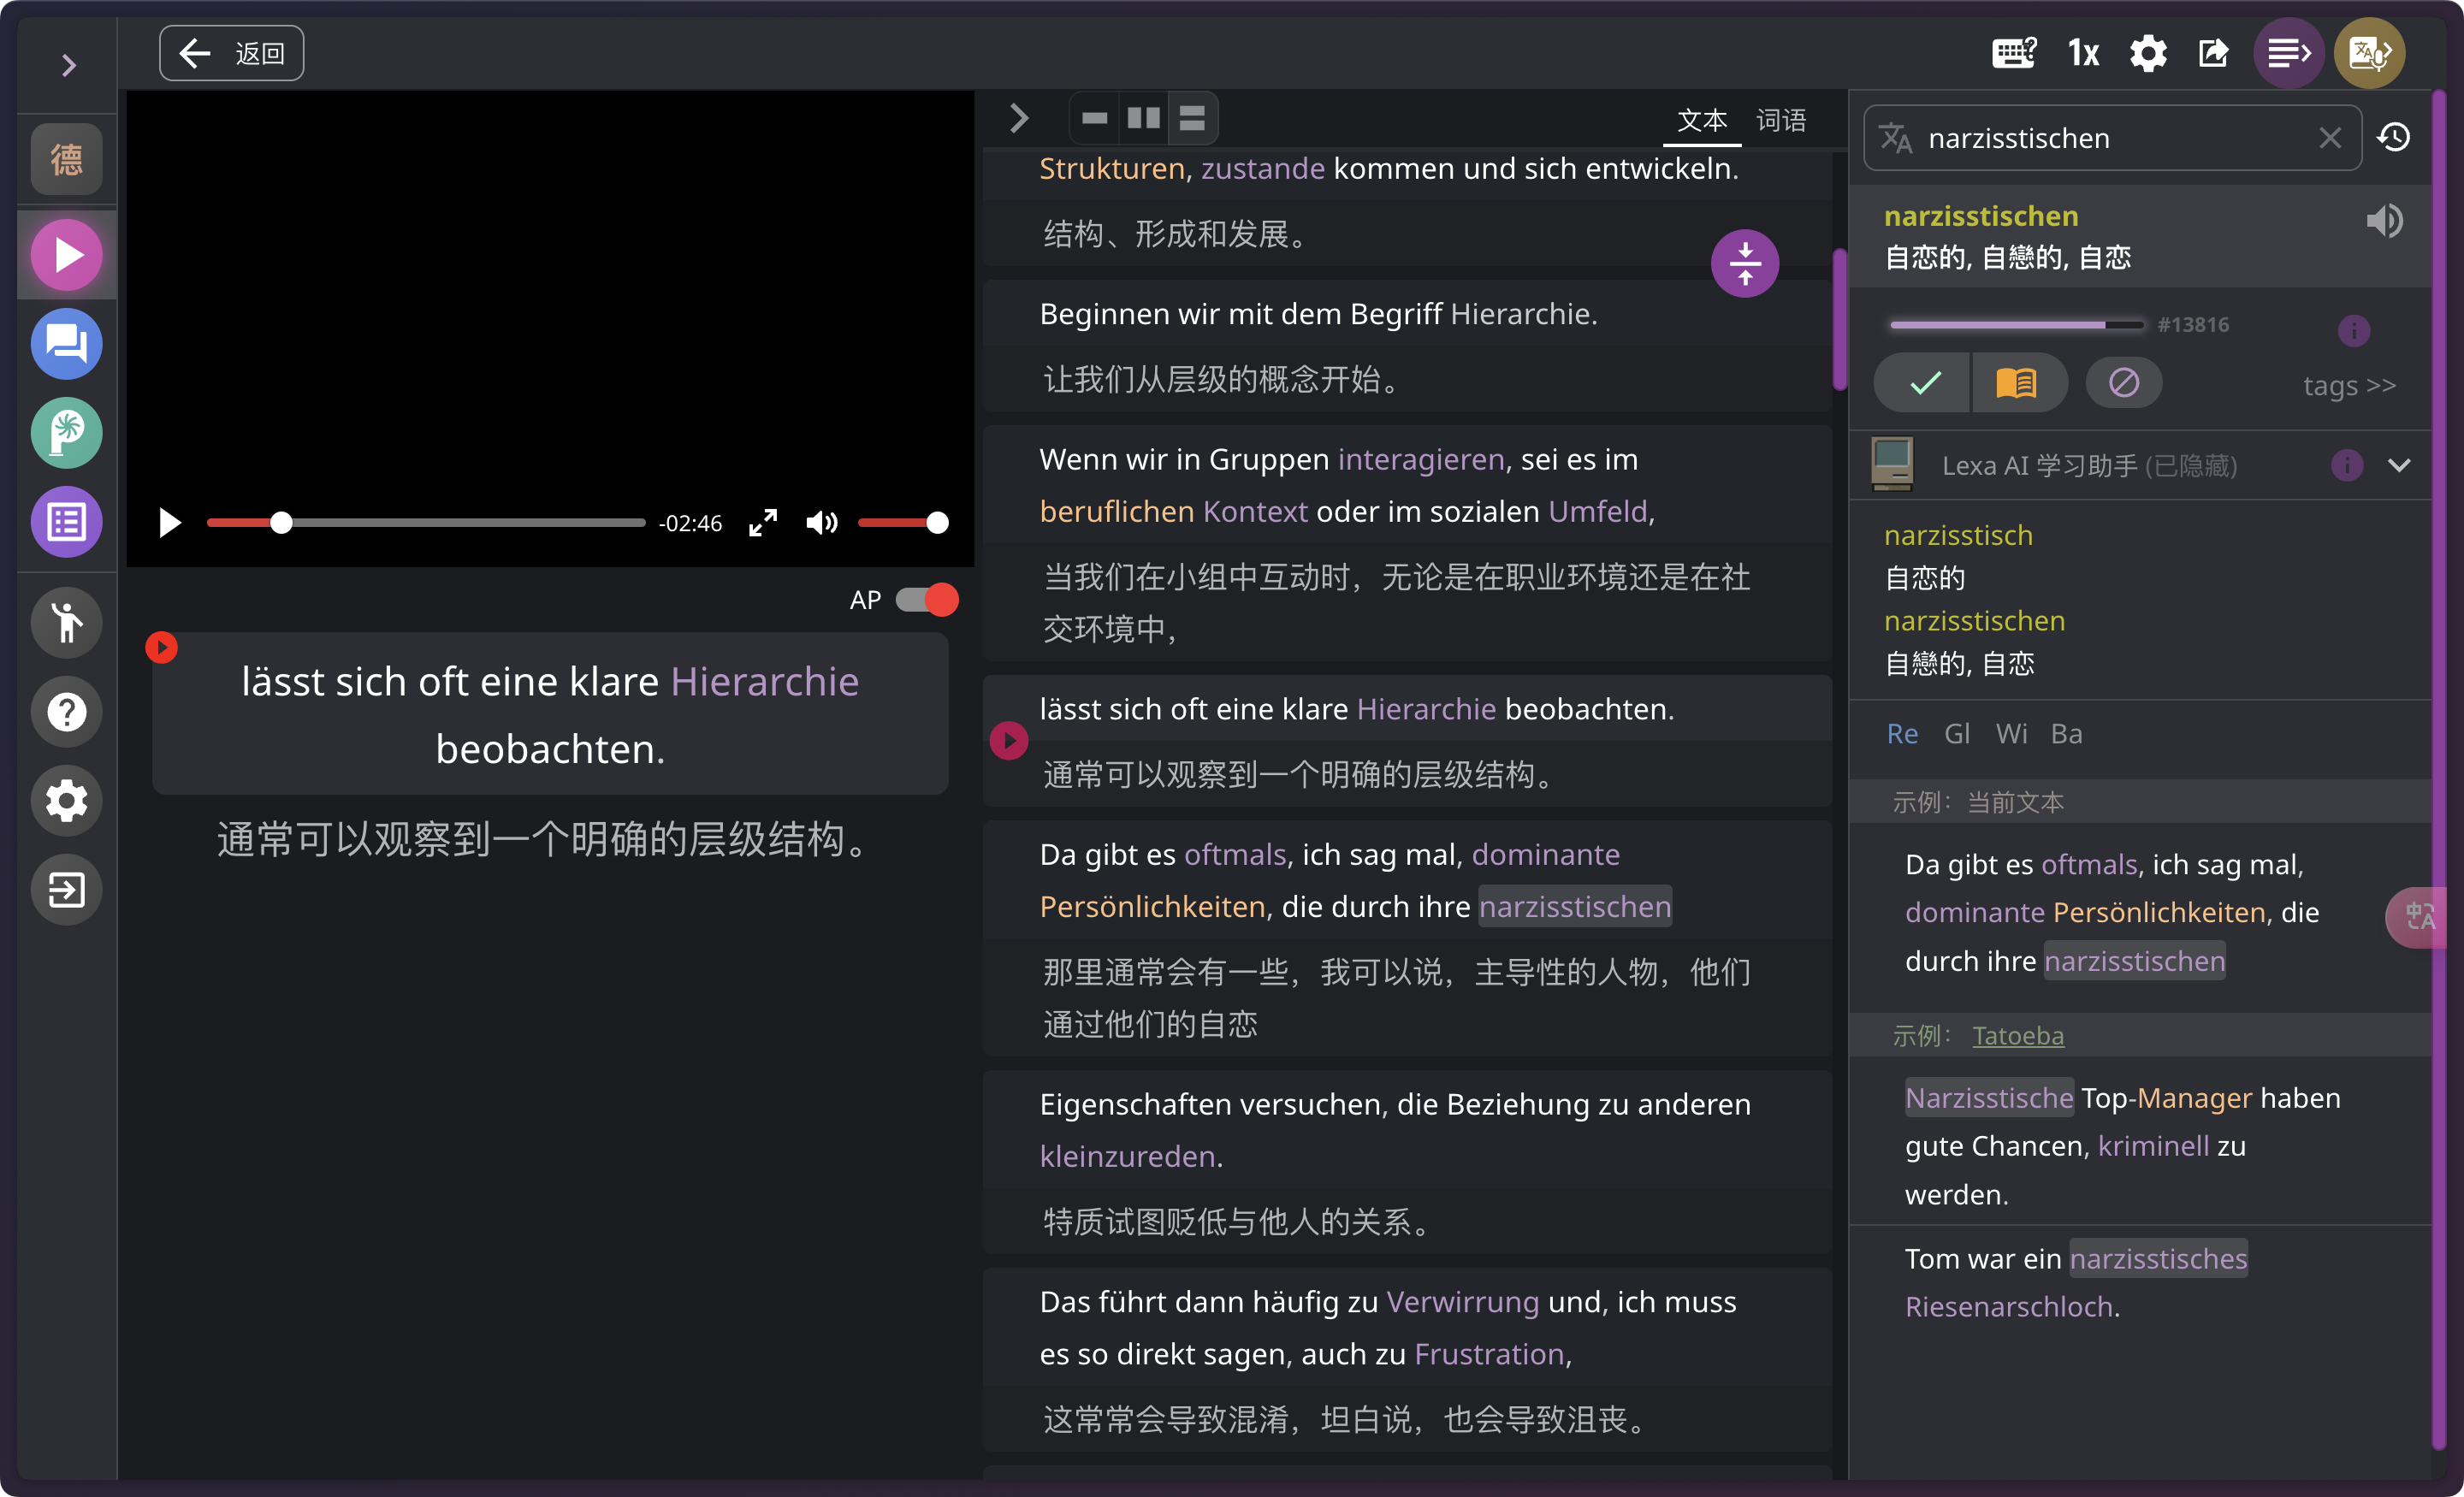 返回
1x
德
-02:46
AP
lässt sich oft eine klare Hierarchie
beobachten.
通常可以观察到一个明确的层级结构。
文本 词语
Strukturen, zustande kommen und sich entwickeln.
结构、形成和发展。
Beginnen wir mit dem Begriff Hierarchie.
让我们从层级的概念开始。
Wenn wir in Gruppen interagieren, sei es im
beruflichen Kontext oder im sozialen Umfeld,
当我们在小组中互动时，无论是在职业环境还是在社
交环境中，
lässt sich oft eine klare Hierarchie beobachten.
通常可以观察到一个明确的层级结构。
Da gibt es oftmals, ich sag mal, dominante
Persönlichkeiten, die durch ihre narzisstischen
那里通常会有一些，我可以说，主导性的人物，他们
通过他们的自恋
Eigenschaften versuchen, die Beziehung zu anderen
kleinzureden.
特质试图贬低与他人的关系。
Das führt dann häufig zu Verwirrung und, ich muss
es so direkt sagen, auch zu Frustration,
这常常会导致混淆，坦白说，也会导致沮丧。
narzisstischen
narzisstischen
自恋的, 自戀的, 自恋
#13816
tags >>
Lexa AI 学习助手 (已隐藏)
narzisstisch
自恋的
narzisstischen
自戀的, 自恋
Re Gl Wi Ba
示例：当前文本
Da gibt es oftmals, ich sag mal,
dominante Persönlichkeiten, die
durch ihre narzisstischen
示例： Tatoeba
Narzisstische Top-Manager haben
gute Chancen, kriminell zu
werden.
Tom war ein narzisstisches
Riesenarschloch.